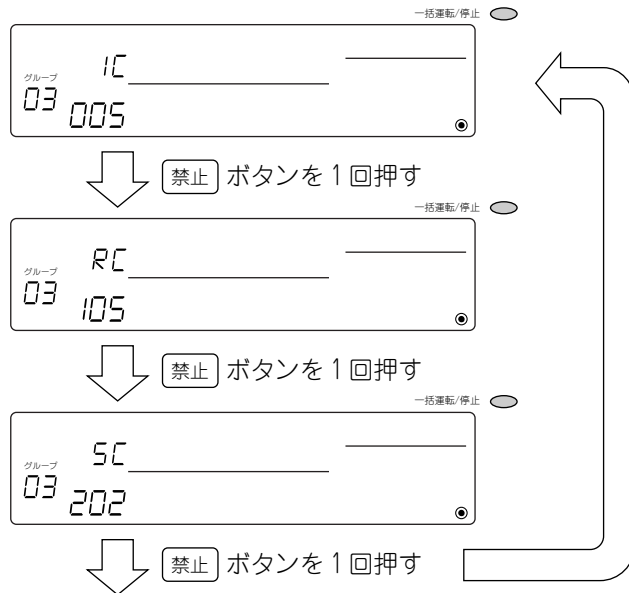 一括運転/停止
IC
グループ
03 005
禁止 ボタンを1回押す
一括運転/停止
RC
グループ
03 105
禁止 ボタンを1回押す
一括運転/停止
SC
グループ
03 202
禁止 ボタンを1回押す